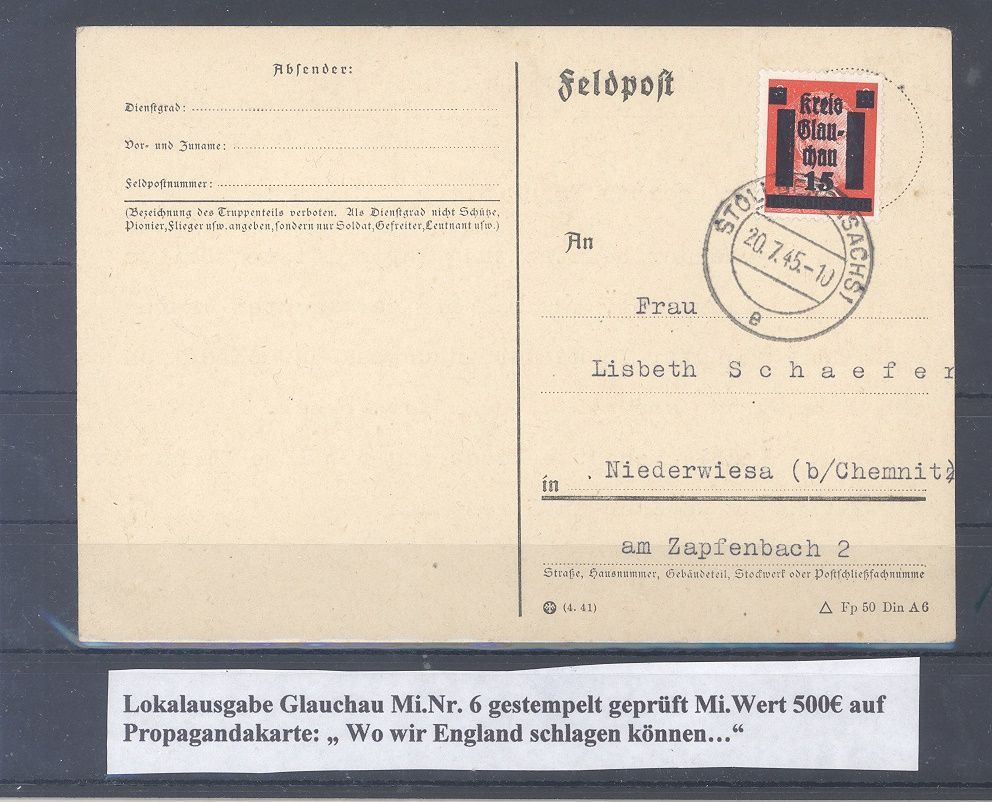 Absender:
Dienstgrad:
Vor- und Zuname:
Feldpostnummer:
(Bezeichnung des Truppenteils verboten. Als Dienstgrad nicht Schütze,
Pionier, Flieger usw. angeben, sondern nur Soldat, Gefreiter, Leutnant usw.)
Feldpost
Kreis
Glau-
chau
15
20.7.45.-10
e
An
Frau
Lisbeth Schaefer
in Niederwiesa (b/Chemnitz
am Zapfenbach 2
Straße, Hausnummer, Gebäudeteil, Stockwerk oder Postschließfachnumme
(4. 41)
Fp 50 Din A6
Lokalausgabe Glauchau Mi.Nr. 6 gestempelt geprüft Mi.Wert 500€ auf
Propagandakarte: „ Wo wir England schlagen können...“